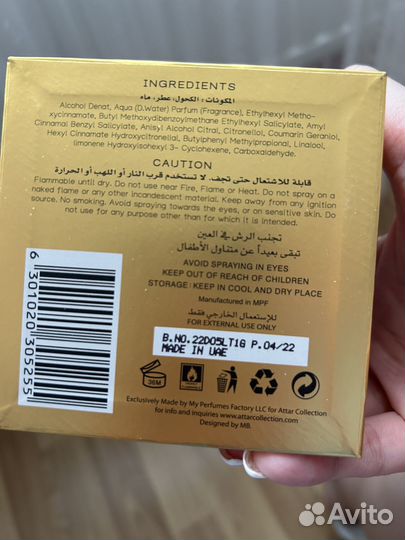 INGREDIENTS
المكونات: الكحول، عطر، ماء
Alcohol Denat, Aqua (D.Water) Parfum (Fragrance), Ethylhexyl Metho-
xycinnamate, Butyl Methoxydibenzoylmethane Ethylhexyl Salicylate, Amyl
Cinnamal Benzyl Salicylate, Anisyl Alcohol Citral, Citronellol, Coumarin Geraniol,
Hexyl Cinnamate Hydroxycitronellal, Butylphenyl Methylpropional, Linalool,
limonene Hydroxyisohexyl 3- Cyclohexene, Carboxaldehyde.
CAUTION
قابلة للاشتعال حتى تجف. لا تستخدم قرب النار أو اللهب أو الحرارة
Flammable until dry. Do not use near Fire, Flame or Heat. Do not spray on a
naked flame or any other incandescent material. Keep away from any ignition
source. No smoking. Avoid spraying towards the eyes, or on sensitive skin. Do
not use for any purpose other than for which it is intended.
تجنب الرش في العين
تبقى بعيداً عن متناول الأطفال
AVOID SPRAYING IN EYES
KEEP OUT OF REACH OF CHILDREN
STORAGE: KEEP IN COOL AND DRY PLACE
Manufactured in MPF
للإستعمال الخارجي فقط
FOR EXTERNAL USE ONLY
B.NO.22D05LT1G P.04/22
MADE IN UAE
6 301020 305255
36M
Exclusively Made by My Perfumes Factory LLC for Attar Collection
for info and inquiries www.attarcollection.com
Designed by MB.
Avito